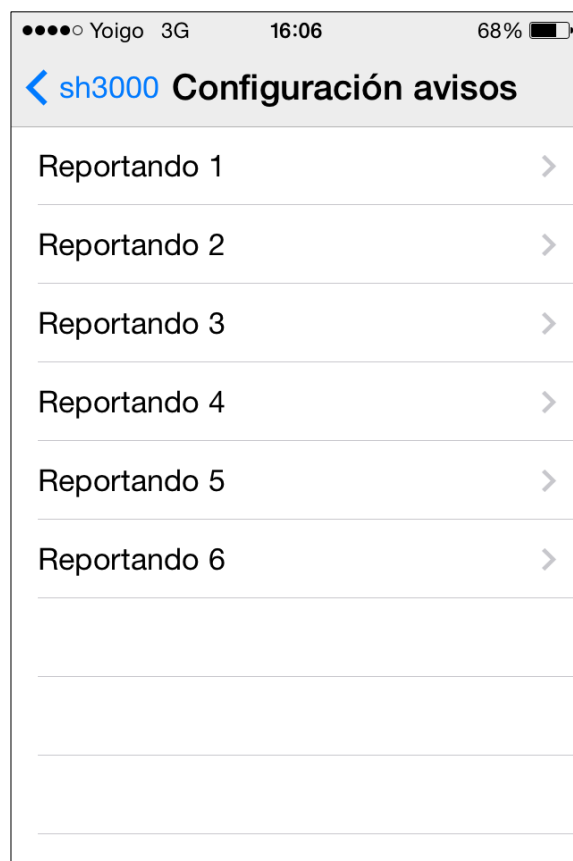 Yoigo 3G 16:06 68%
sh3000 Configuración avisos
Reportando 1
Reportando 2
Reportando 3
Reportando 4
Reportando 5
Reportando 6